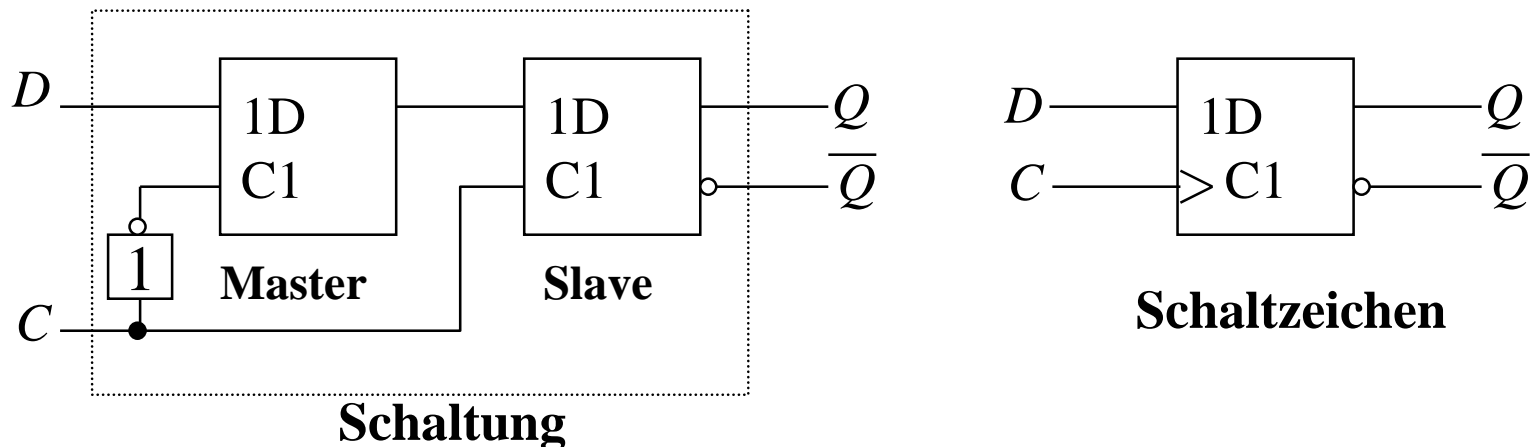 D
1D
C1
Master
1
C
1D
C1
Slave
Q
Q̅
Schaltung
D
C
1D
C1
Q
Q̅
Schaltzeichen